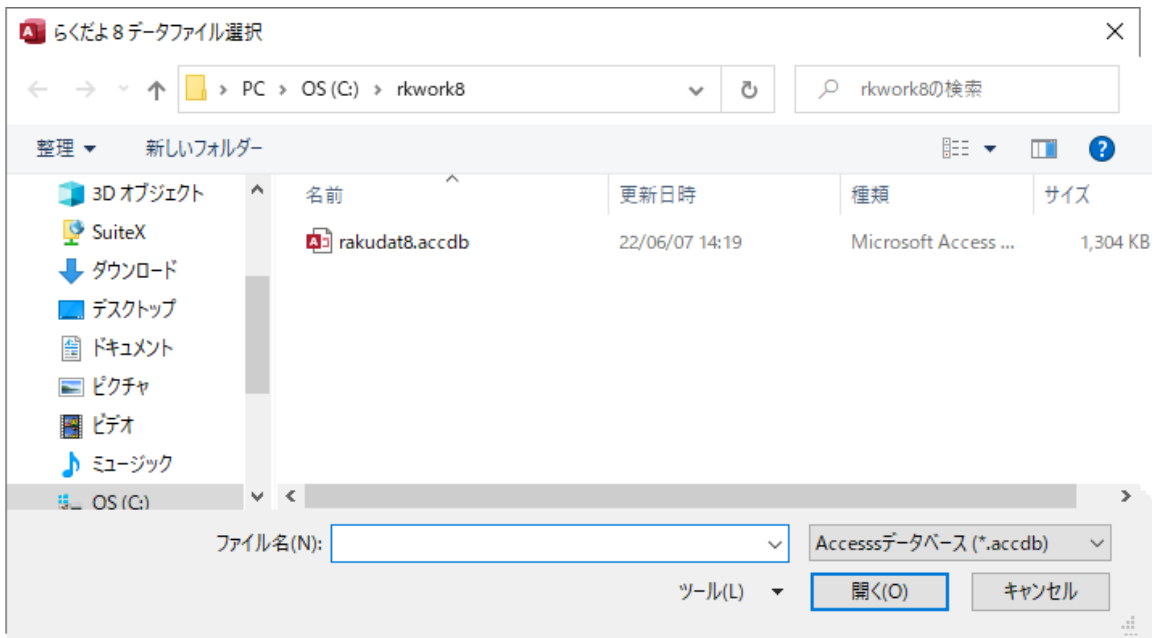 らくだよ８データファイル選択
PC › OS (C:) › rkwork8
rkwork8の検索
整理
新しいフォルダー
3D オブジェクト
SuiteX
ダウンロード
デスクトップ
ドキュメント
ピクチャ
ビデオ
ミュージック
OS (C:)
名前 更新日時 種類 サイズ
rakudat8.accdb 22/06/07 14:19 Microsoft Access ... 1,304 KB
ファイル名(N):
Accesssデータベース (*.accdb)
ツール(L) 開く(O) キャンセル